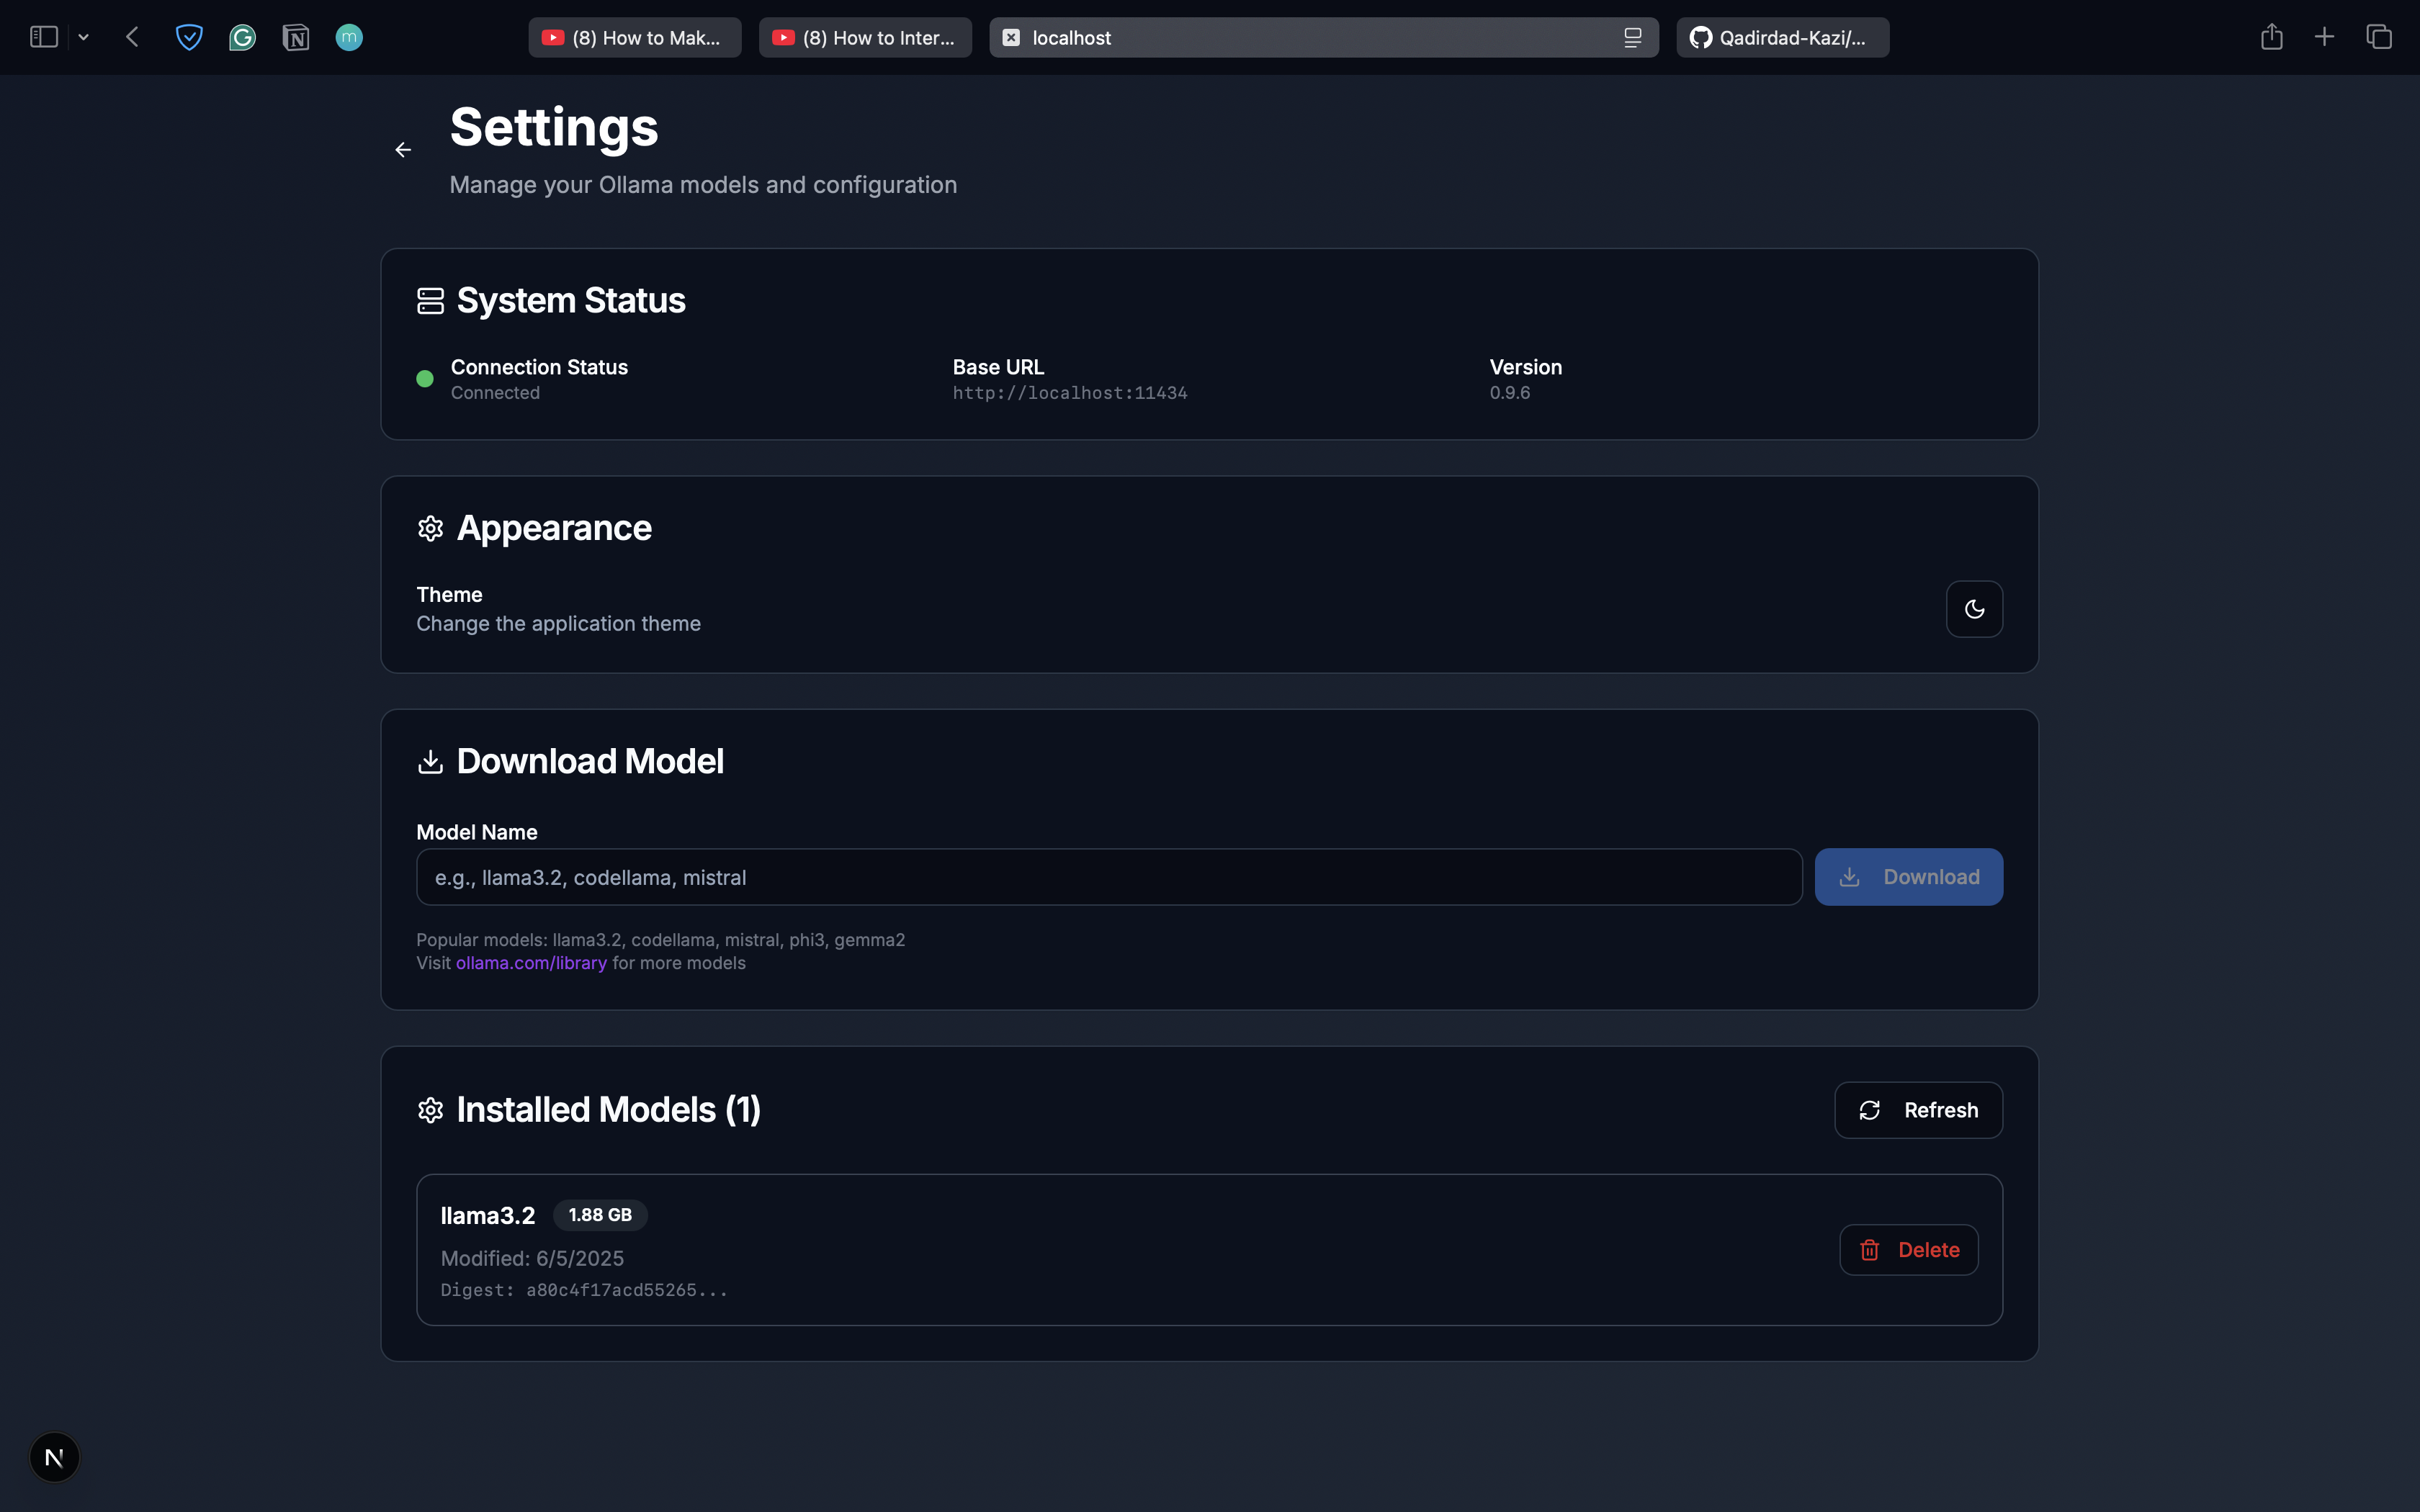 (8) How to Mak...
(8) How to Inter...
localhost
Qadirdad-Kazi/...
Settings
Manage your Ollama models and configuration
System Status
Connection Status
Connected
Base URL
http://localhost:11434
Version
0.9.6
Appearance
Theme
Change the application theme
Download Model
Model Name
e.g., llama3.2, codellama, mistral
Download
Popular models: llama3.2, codellama, mistral, phi3, gemma2
Visit ollama.com/library for more models
Installed Models (1)
Refresh
llama3.2
1.88 GB
Modified: 6/5/2025
Digest: a80c4f17acd55265...
Delete
N